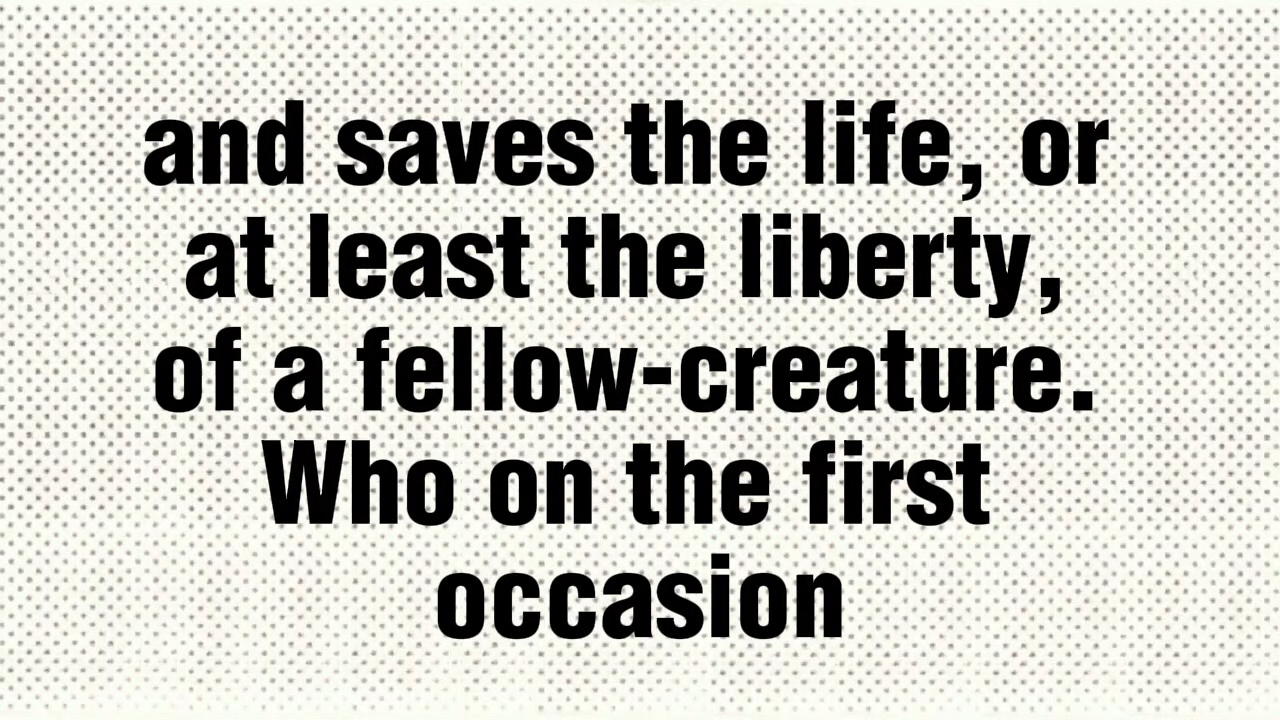 and saves the life, or
at least the liberty,
of a fellow-creature.
Who on the first
occasion